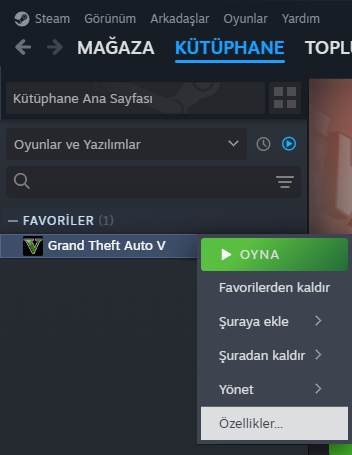 Steam Görünüm Arkadaşlar Oyunlar Yardım
MAĞAZA KÜTÜPHANE TOPLU
Kütüphane Ana Sayfası
Oyunlar ve Yazılımlar
— FAVORİLER (1)
Grand Theft Auto V
OYNA
Favorilerden kaldır
Şuraya ekle
Şuradan kaldır
Yönet
Özellikler...